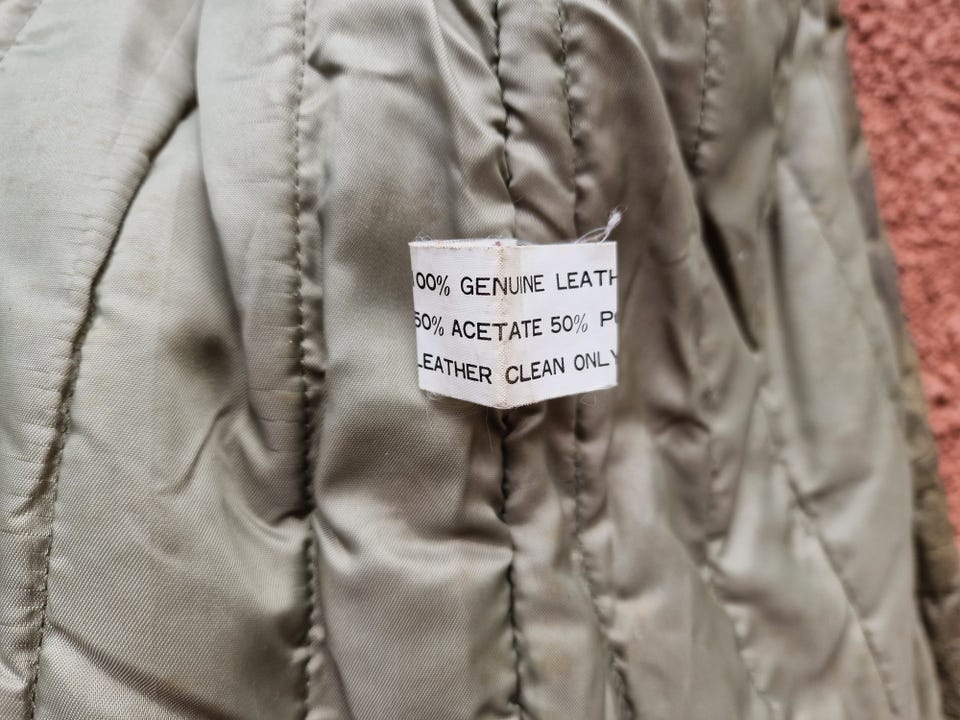 00% GENUINE LEATH
50% ACETATE 50% P
LEATHER CLEAN ONLY